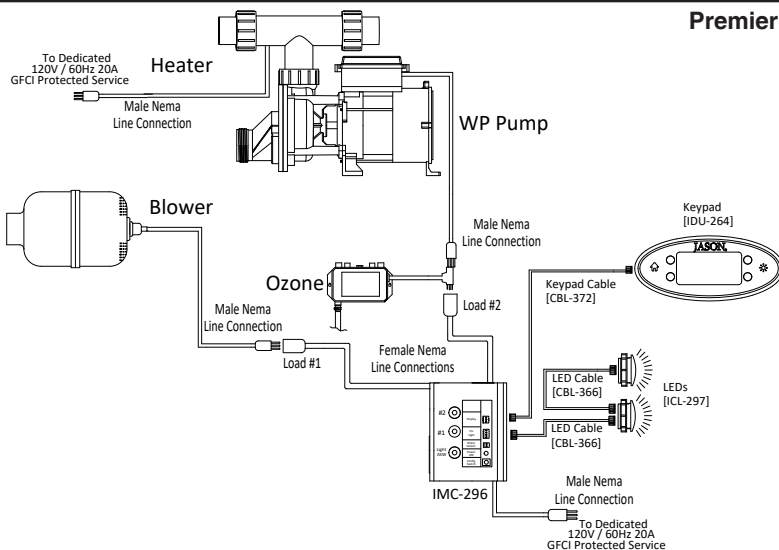 Premier
To Dedicated
120V / 60Hz 20A
GFCI Protected Service
Heater
Male Nema
Line Connection
WP Pump
Blower
Male Nema
Line Connection
Keypad
[IDU-264]
JASON
Keypad Cable
[CBL-372]
Ozone
Load #2
Male Nema
Line Connection
Load #1
Female Nema
Line Connections
LED Cable
[CBL-366]
LEDs
[ICL-297]
LED Cable
[CBL-366]
#2
#1
Light
IMC-296
Male Nema
Line Connection
To Dedicated
120V / 60Hz 20A
GFCI Protected Service